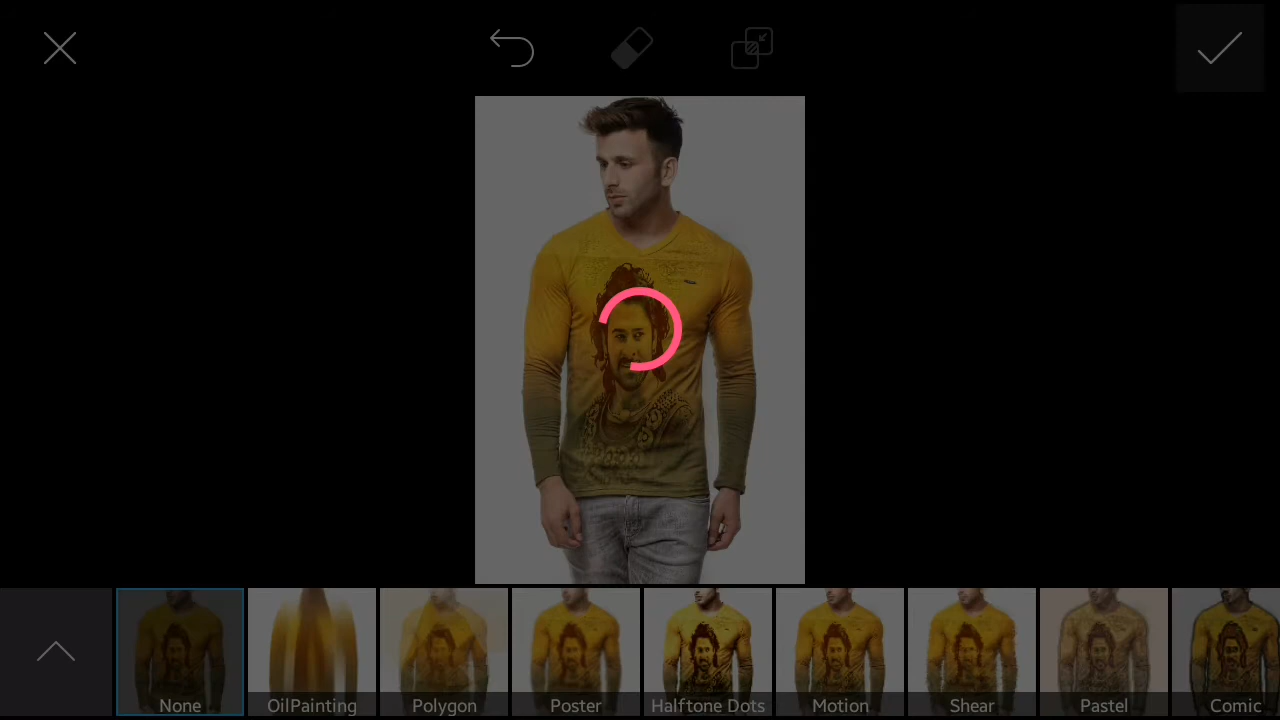 None
OilPainting
Polygon
Poster
Halftone Dots
Motion
Shear
Pastel
Comic